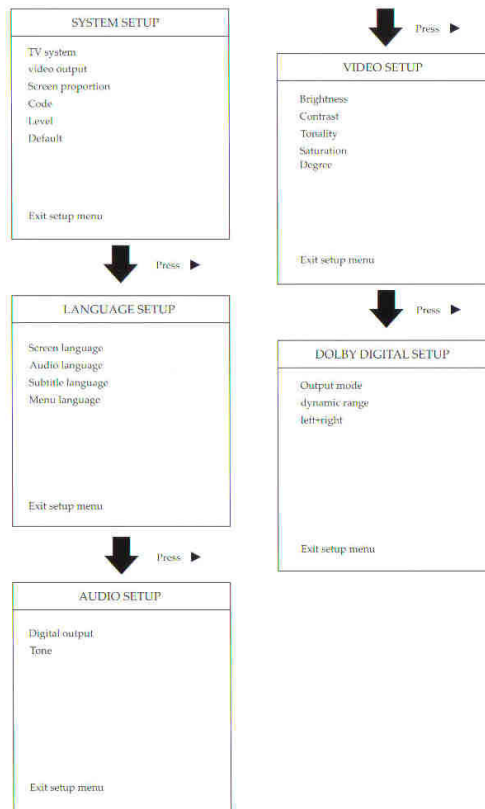 SYSTEM SETUP
TV system
video output
Screen proportion
Code
Level
Default
Exit setup menu
Press ►
LANGUAGE SETUP
Screen language
Audio language
Subtitle language
Menu language
Exit setup menu
Press ►
AUDIO SETUP
Digital output
Tone
Exit setup menu
Press ►
VIDEO SETUP
Brightness
Contrast
Tonality
Saturation
Degree
Exit setup menu
Press ►
DOLBY DIGITAL SETUP
Output mode
dynamic range
left+right
Exit setup menu